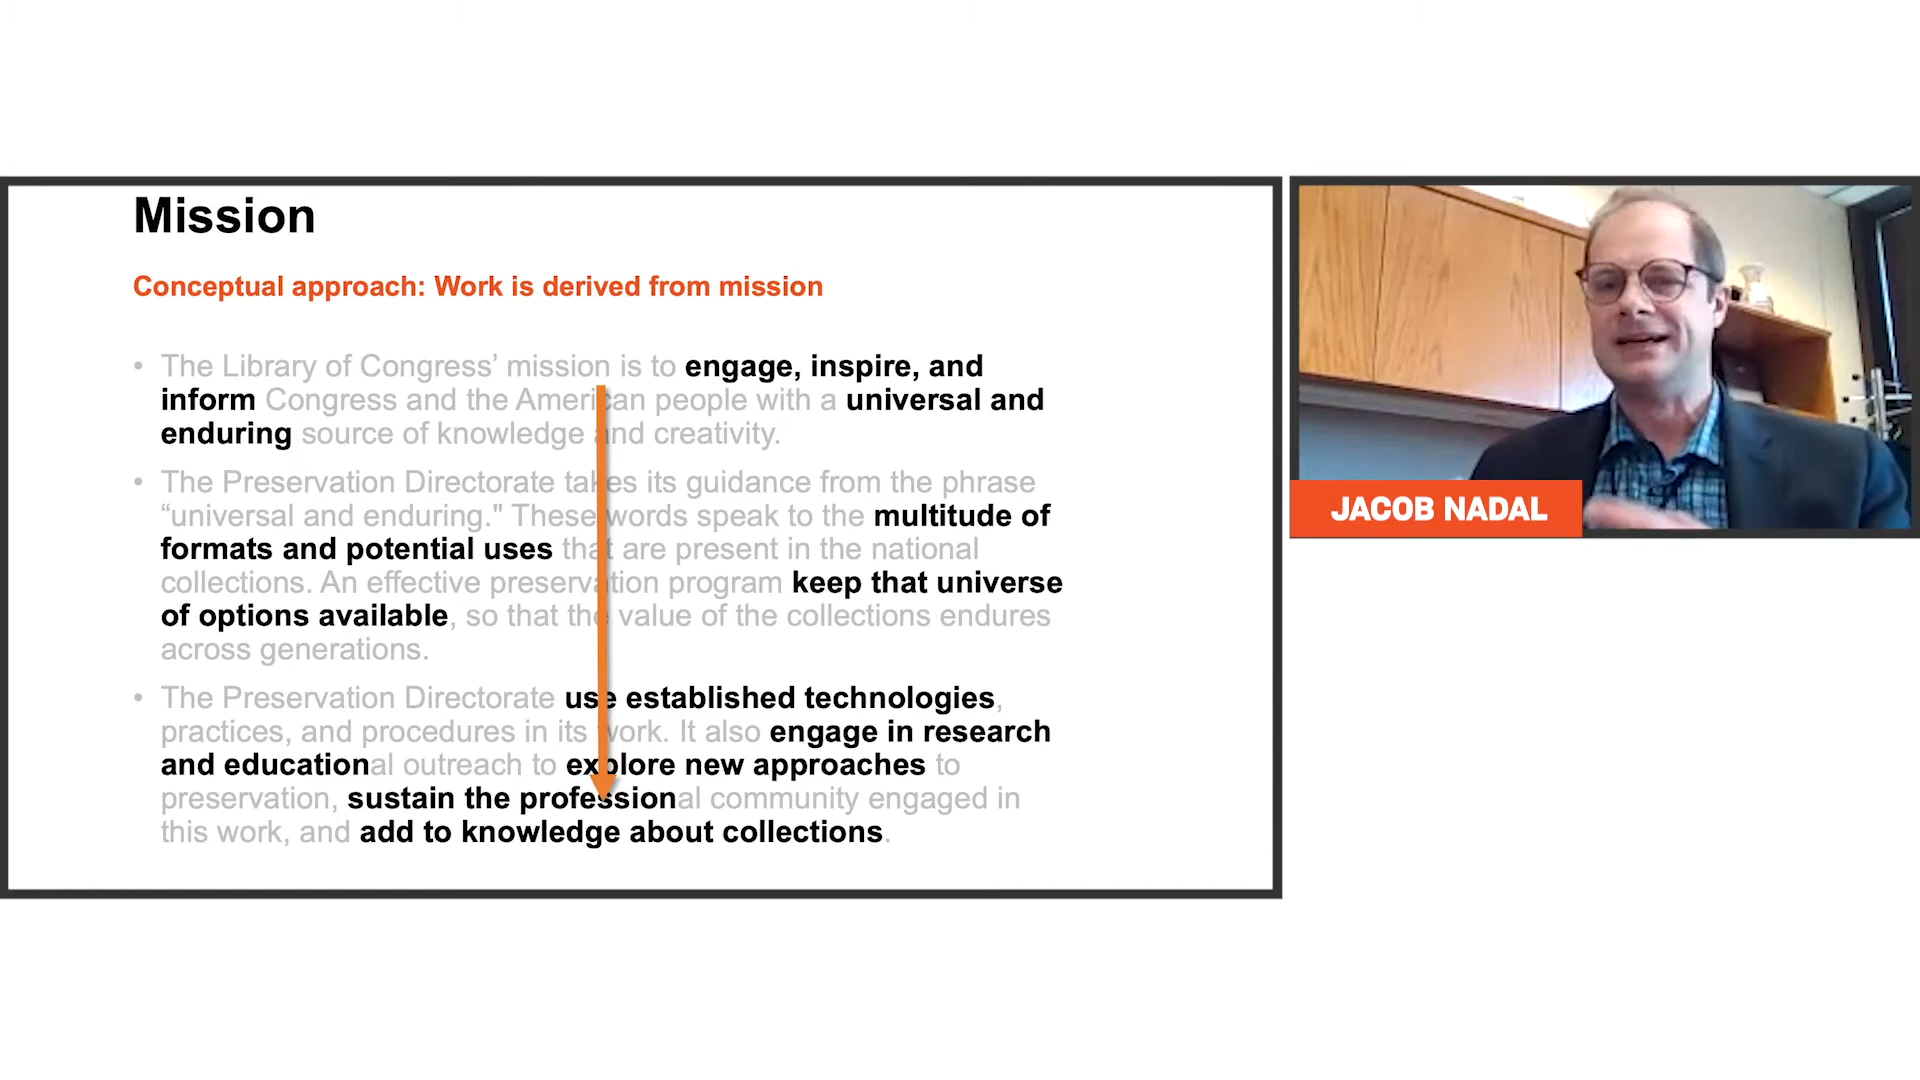 Mission
Conceptual approach: Work is derived from mission
• The Library of Congress’ mission is to engage, inspire, and
inform Congress and the American people with a universal and
enduring source of knowledge and creativity.
• The Preservation Directorate takes its guidance from the phrase
“universal and enduring." These words speak to the multitude of
formats and potential uses that are present in the national
collections. An effective preservation program keep that universe
of options available, so that the value of the collections endures
across generations.
• The Preservation Directorate use established technologies,
practices, and procedures in its work. It also engage in research
and educational outreach to explore new approaches to
preservation, sustain the professional community engaged in
this work, and add to knowledge about collections.
JACOB NADAL